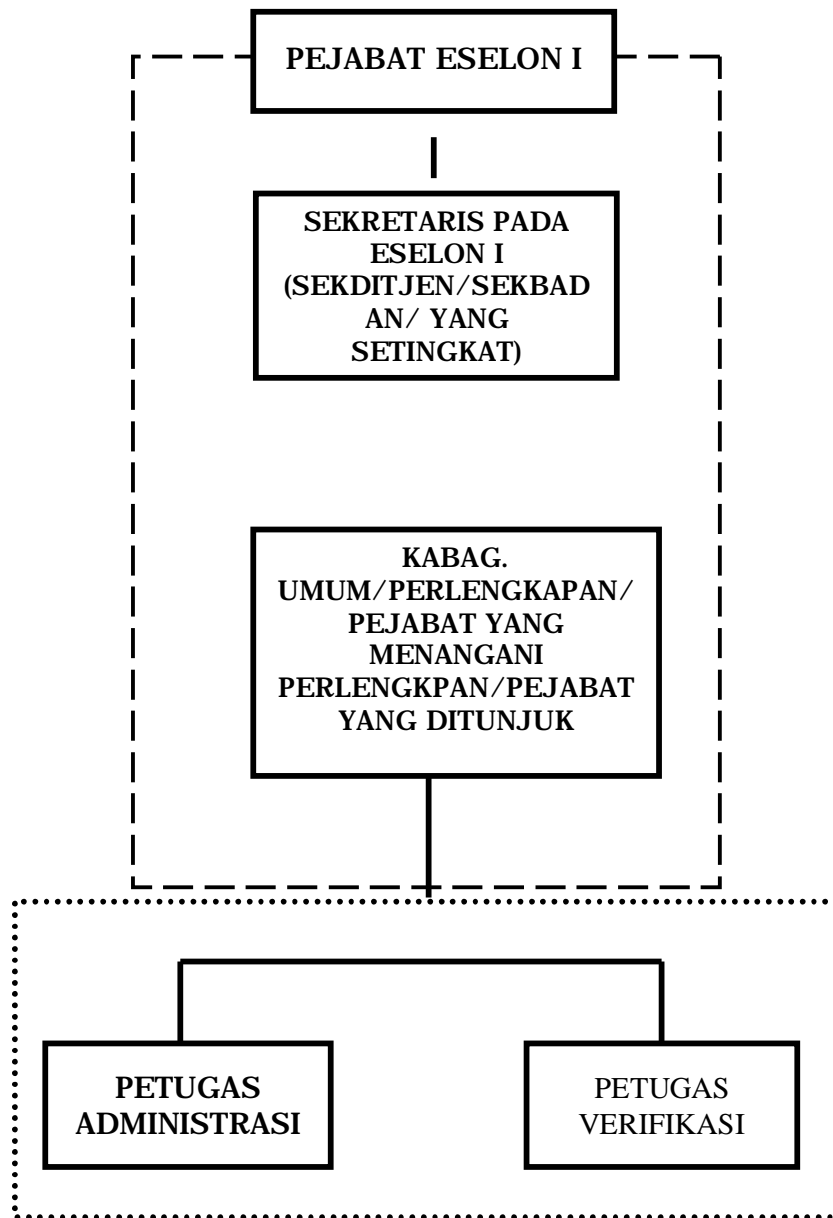 PEJABAT ESELON I
SEKRETARIS PADA
ESELON I
(SEKDITJEN/SEKBAD
AN/ YANG
SETINGKAT)
KABAG.
UMUM/PERLENGKAPAN/
PEJABAT YANG
MENANGANI
PERLENGKPAN/PEJABAT
YANG DITUNJUK
PETUGAS
ADMINISTRASI
PETUGAS
VERIFIKASI